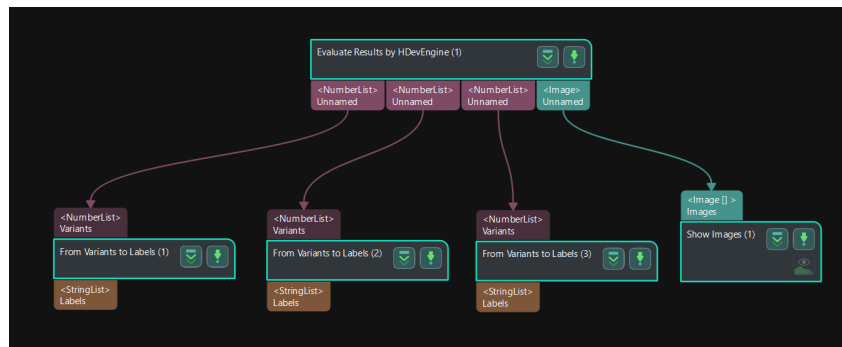 Evaluate Results by HDevEngine (1)
<NumberList>
Unnamed
<NumberList>
Unnamed
<NumberList>
Unnamed
<Image>
Unnamed
<NumberList>
Variants
From Variants to Labels (1)
<StringList>
Labels
<NumberList>
Variants
From Variants to Labels (2)
<StringList>
Labels
<NumberList>
Variants
From Variants to Labels (3)
<StringList>
Labels
<Image [] >
Images
Show Images (1)